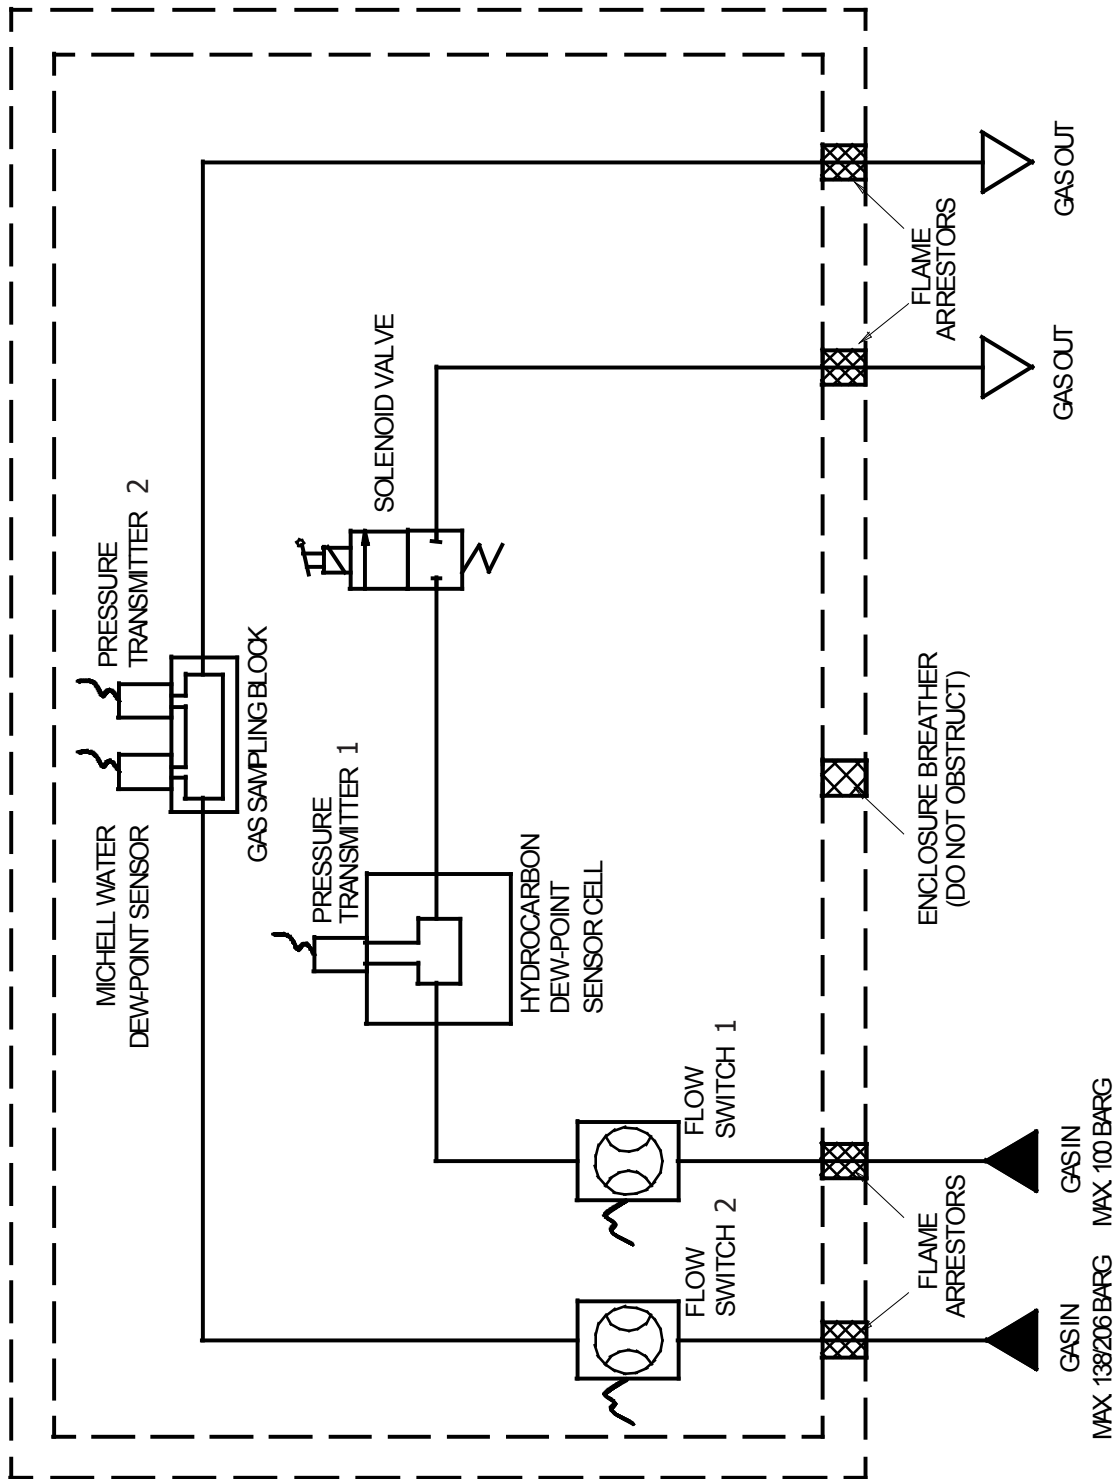 MICHELL WATER
DEW-POINT SENSOR
PRESSURE
TRANSMITTER 2
GAS SAMPLING BLOCK
PRESSURE
TRANSMITTER 1
SOLENOID VALVE
HYDROCARBON
DEW-POINT
SENSOR CELL
FLOW
SWITCH 2
FLOW
SWITCH 1
FLAME
ARRESTORS
ENCLOSURE BREATHER
(DO NOT OBSTRUCT)
FLAME
ARRESTORS
GAS IN
MAX. 138/206 BARG
GAS IN
MAX. 100 BARG
GAS OUT
GAS OUT